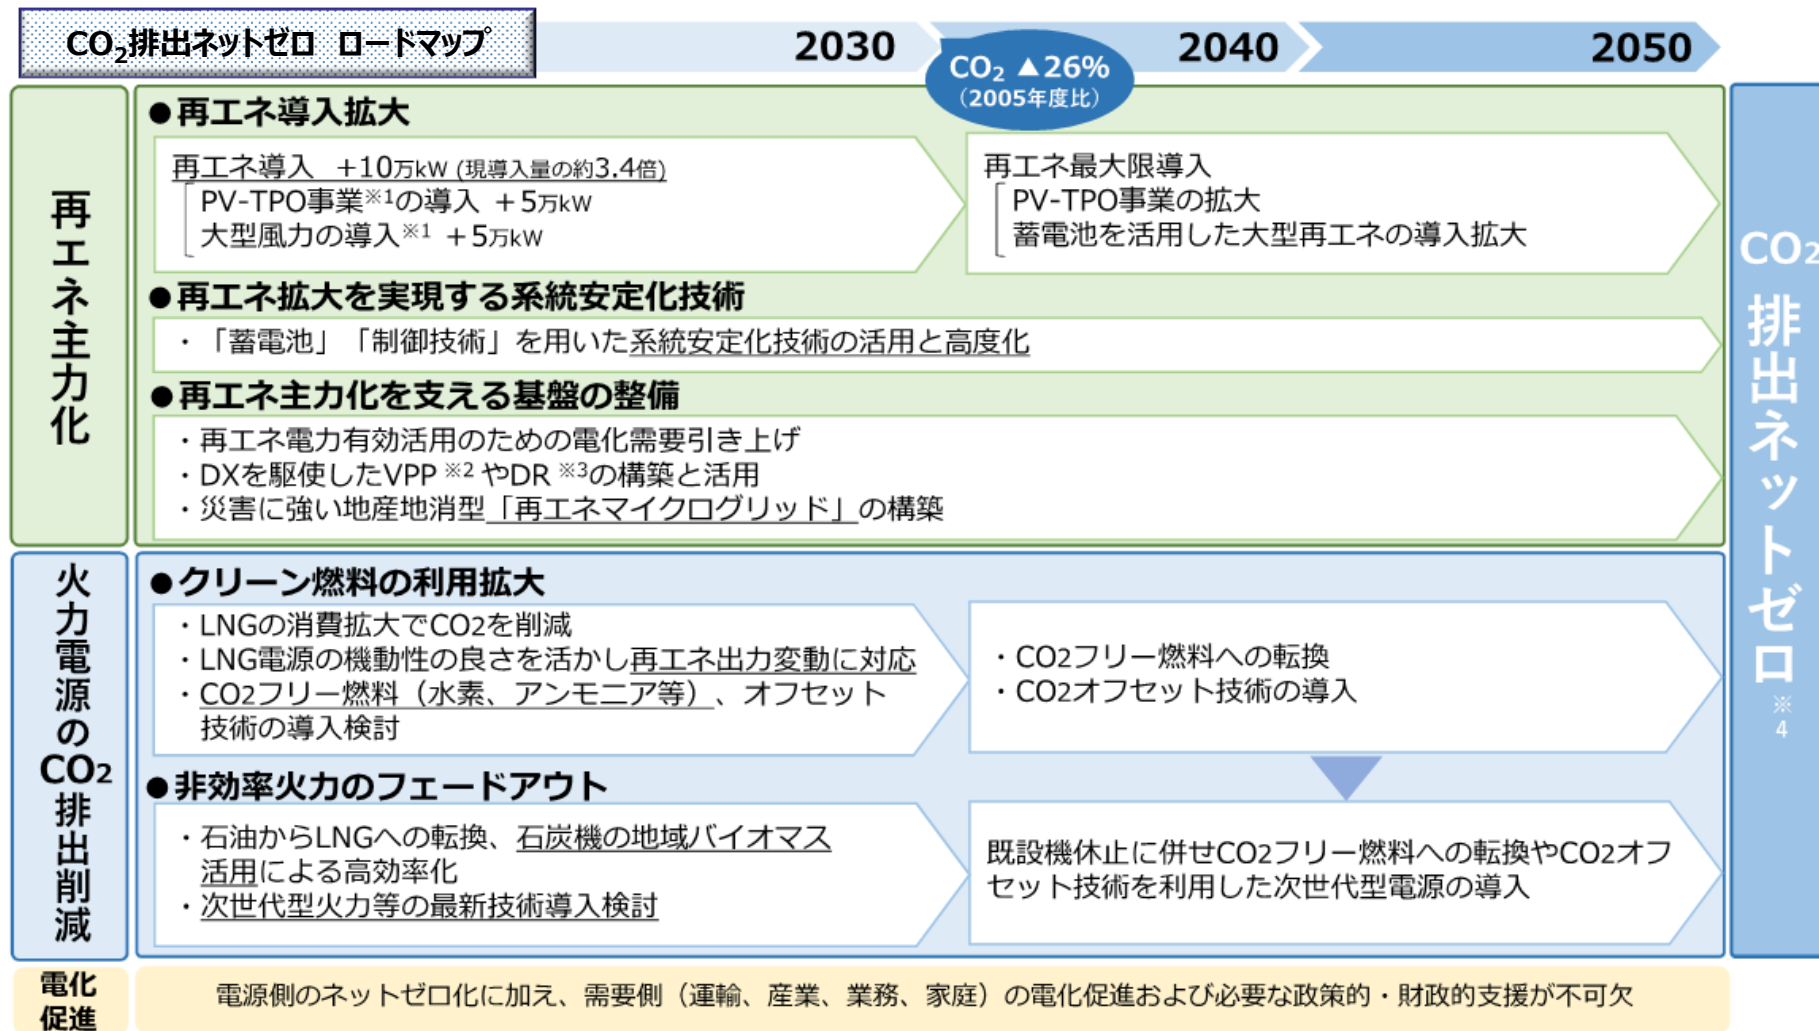 CO₂排出ネットゼロ ロードマップ
2030
2040
2050
CO₂ ▲26%
（2005年度比）
再エネ主力化
●再エネ導入拡大
再エネ導入 +10万kW (現導入量の約3.4倍)
PV-TPO事業※1の導入 +5万kW
大型風力の導入※1 +5万kW
再エネ最大限導入
PV-TPO事業の拡大
蓄電池を活用した大型再エネの導入拡大
●再エネ拡大を実現する系統安定化技術
・「蓄電池」「制御技術」を用いた系統安定化技術の活用と高度化
●再エネ主力化を支える基盤の整備
・再エネ電力有効活用のための電化需要引き上げ
・DXを駆使したVPP ※2 やDR ※3の構築と活用
・災害に強い地産地消型「再エネマイクログリッド」の構築
火力電源のCO₂排出削減
●クリーン燃料の利用拡大
・LNGの消費拡大でCO2を削減
・LNG電源の機動性の良さを活かし再エネ出力変動に対応
・CO2フリー燃料（水素、アンモニア等）、オフセット
技術の導入検討
・CO2フリー燃料への転換
・CO2オフセット技術の導入
●非効率火力のフェードアウト
・石油からLNGへの転換、石炭機の地域バイオマス
活用による高効率化
・次世代型火力等の最新技術導入検討
既設機休止に併せCO2フリー燃料への転換やCO2オフ
セット技術を利用した次世代型電源の導入
CO₂排出ネットゼロ※4
電化
促進
電源側のネットゼロ化に加え、需要側（運輸、産業、業務、家庭）の電化促進および必要な政策的・財政的支援が不可欠